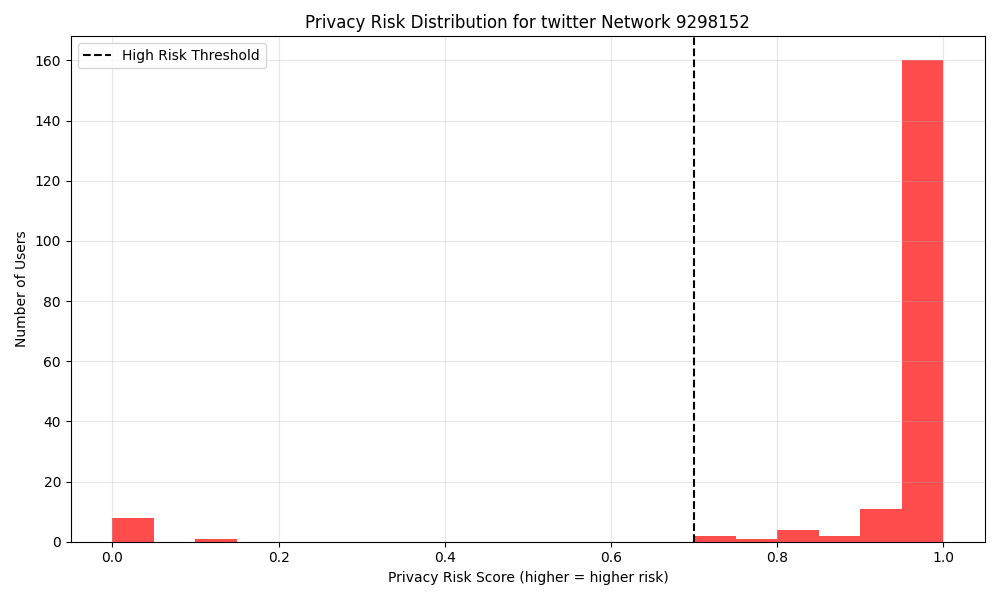 Privacy Risk Distribution for twitter Network 9298152
High Risk Threshold
160
140
120
100
80
60
40
20
0
Number of Users
0.0 0.2 0.4 0.6 0.8 1.0
Privacy Risk Score (higher = higher risk)